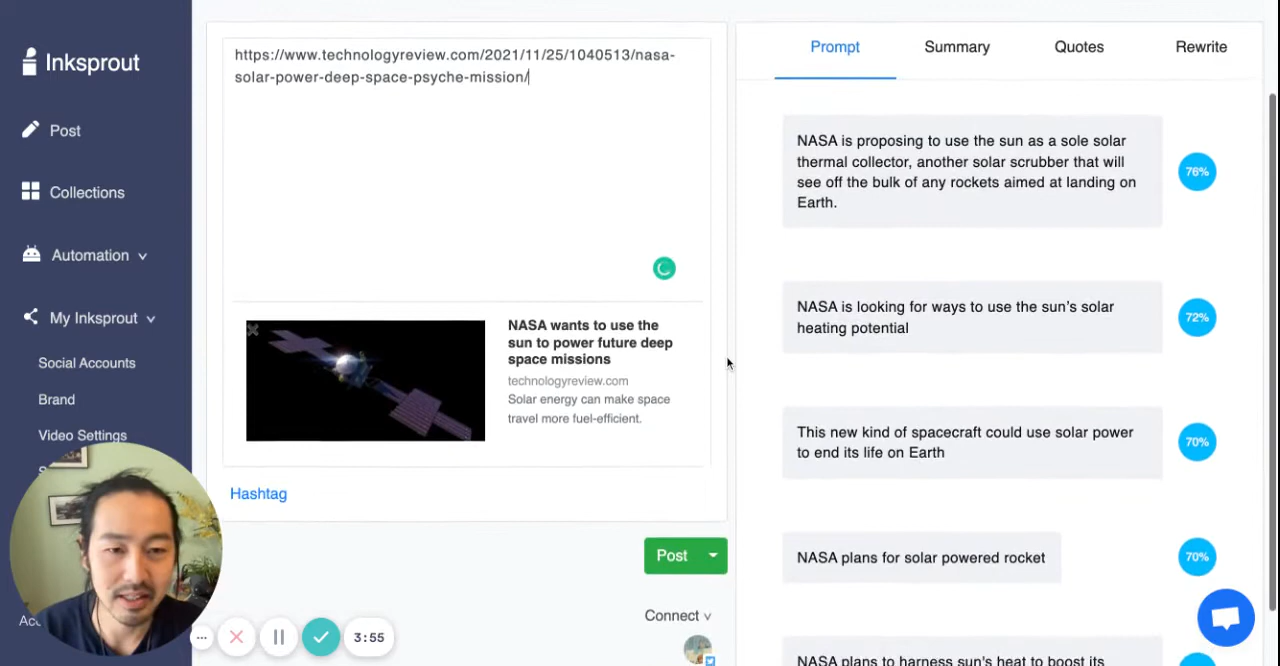 Inksprout
Post
Collections
Automation
My Inksprout
Social Accounts
Brand
Video Settings
https://www.technologyreview.com/2021/11/25/1040513/nasa-
solar-power-deep-space-psyche-mission/
NASA wants to use the
sun to power future deep
space missions
technologyreview.com
Solar energy can make space
travel more fuel-efficient.
Hashtag
Post
Connect
3:55
Prompt Summary Quotes Rewrite
NASA is proposing to use the sun as a sole solar
thermal collector, another solar scrubber that will
see off the bulk of any rockets aimed at landing on
Earth.
76%
NASA is looking for ways to use the sun's solar
heating potential
72%
This new kind of spacecraft could use solar power
to end its life on Earth
70%
NASA plans for solar powered rocket
70%
NASA plans to harness sun's heat to boost its